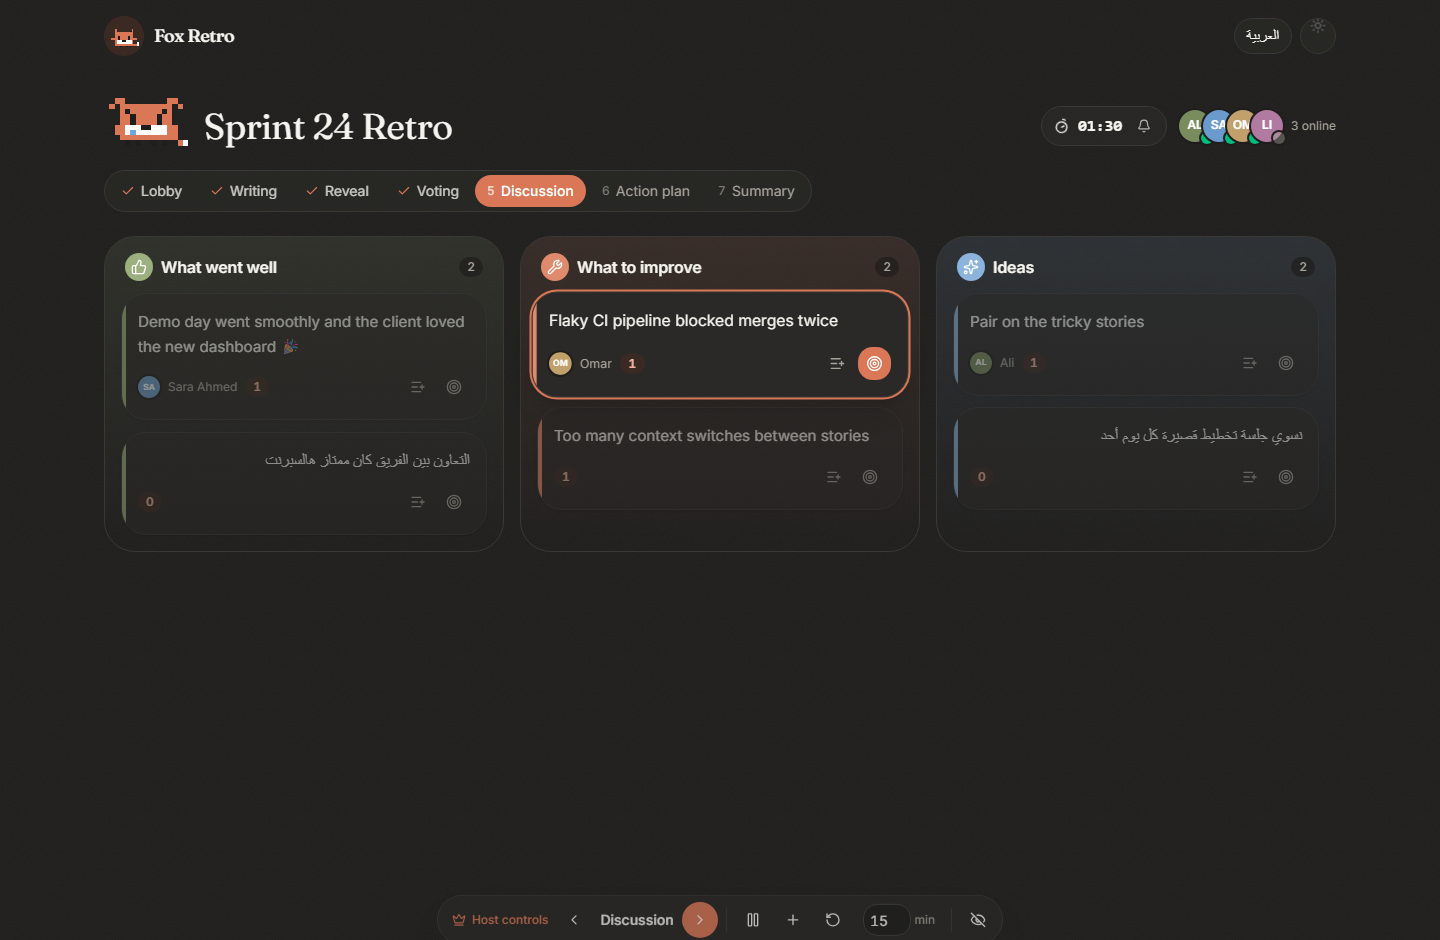 Fox Retro
العربية
Sprint 24 Retro
01:30
AL
SA
OM
LI
3 online
Lobby
Writing
Reveal
Voting
5 Discussion
6 Action plan
7 Summary
What went well
2
Demo day went smoothly and the client loved
the new dashboard 🎉
SA Sara Ahmed 1
التعاون بين الفريق كان ممتاز هالسبرنت
0
What to improve
2
Flaky CI pipeline blocked merges twice
OM Omar 1
Too many context switches between stories
1
Ideas
2
Pair on the tricky stories
AL Ali 1
نسوي جلسة تخطيط قصيرة كل يوم أحد
0
Host controls
Discussion
15 min